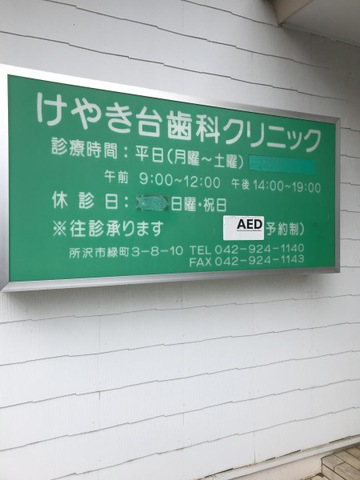 けやき台歯科クリニック
診療時間：平日(月曜～土曜)
午前 9:00～12:00 午後 14:00～19:00
休診日： 日曜・祝日
※往診承ります AED 予約制)
所沢市緑町3-8-10 TEL 042-924-1140
FAX 042-924-1143